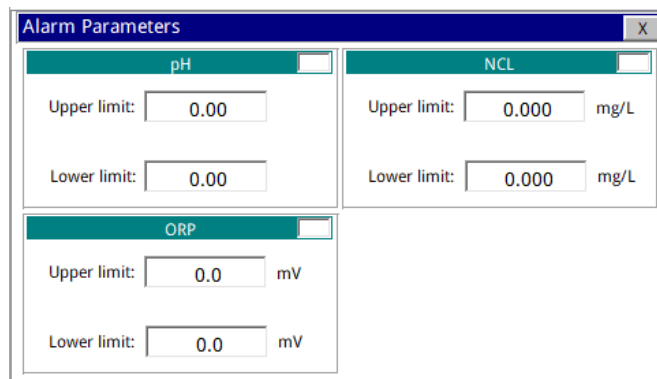 Alarm Parameters X
pH
Upper limit: 0.00
Lower limit: 0.00
NCL
Upper limit: 0.000 mg/L
Lower limit: 0.000 mg/L
ORP
Upper limit: 0.0 mV
Lower limit: 0.0 mV